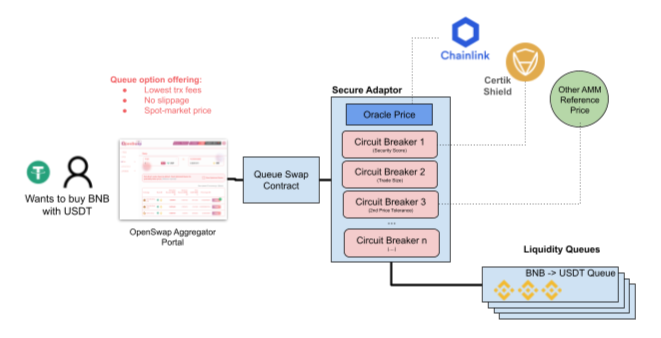 Chainlink
Certik
Shield
Other AMM
Reference
Price
Queue option offering:
Lowest trx fees
No slippage
Spot-market price
Secure Adaptor
Oracle Price
Circuit Breaker 1
(Security Score)
Circuit Breaker 2
(Trade Size)
Circuit Breaker 3
(2nd Price Tolerance)
...
Circuit Breaker n
(....)
Queue Swap
Contract
Wants to buy BNB
with USDT
OpenSwap Aggregator
Portal
Liquidity Queues
BNB -> USDT Queue